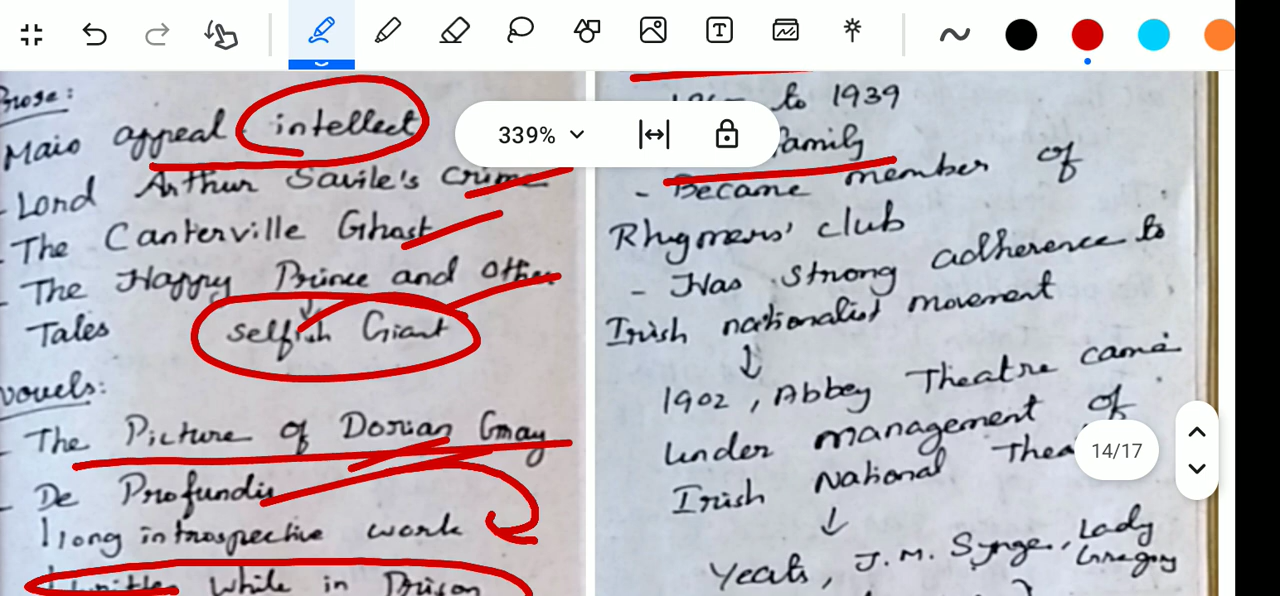 339%
Prose:
Main appeal intellect
- Lord Arthur Savile's Crime
- The Canterville Ghost
- The Happy Prince and Other
Tales
selfish Giant
Novels:
- The Picture of Dorian Gray
- De Profundis
long introspective work
written while in Prison
to 1939
family
- Became member of
Rhymers' club
- Has strong adherence to
Irish nationalist movement
1902, Abbey Theatre came
under management of
Irish National Thea
Yeats, J. M. Synge, Lady
Gregory
14/17